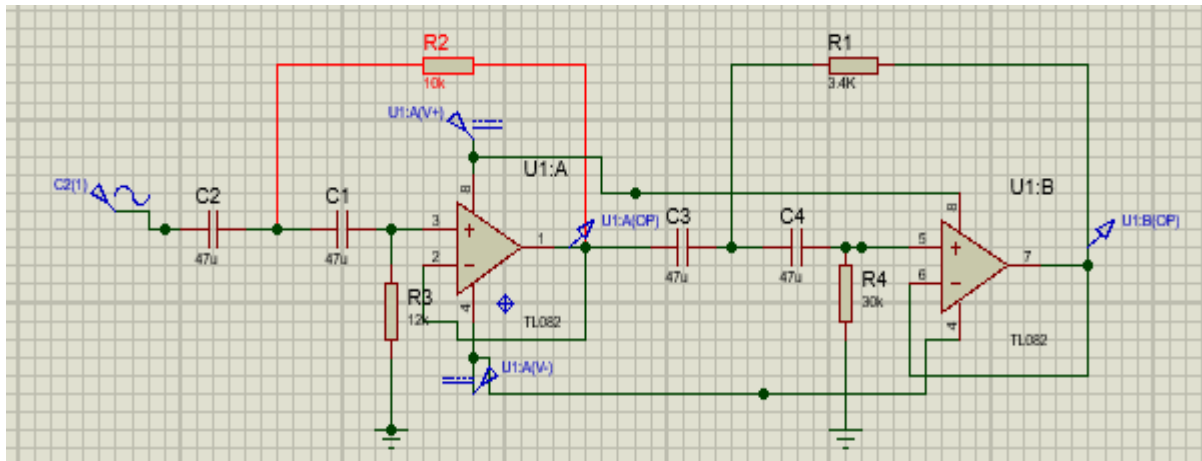 R2
10k
R1
3.4K
U1:A(V+)
U1:A
C2(1)
C2
47u
C1
47u
8
3
2
1
4
U1:A(OP)
TL082
R3
12k
U1:A(V-)
C3
47u
C4
47u
R4
30k
U1:B
8
5
6
7
4
TL082
U1:B(OP)